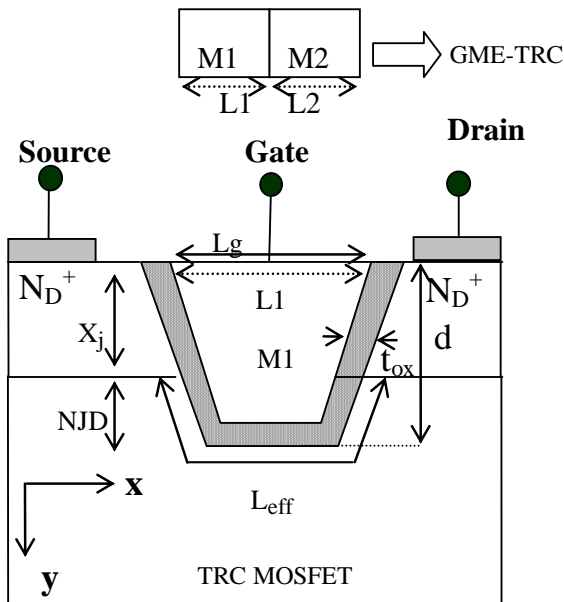 M1 M2 GME-TRC
L1 L2
Source Gate Drain
Lg
N_D^+ L1 N_D^+
X_j M1 t_ox d
NJD
x
L_eff
y
TRC MOSFET